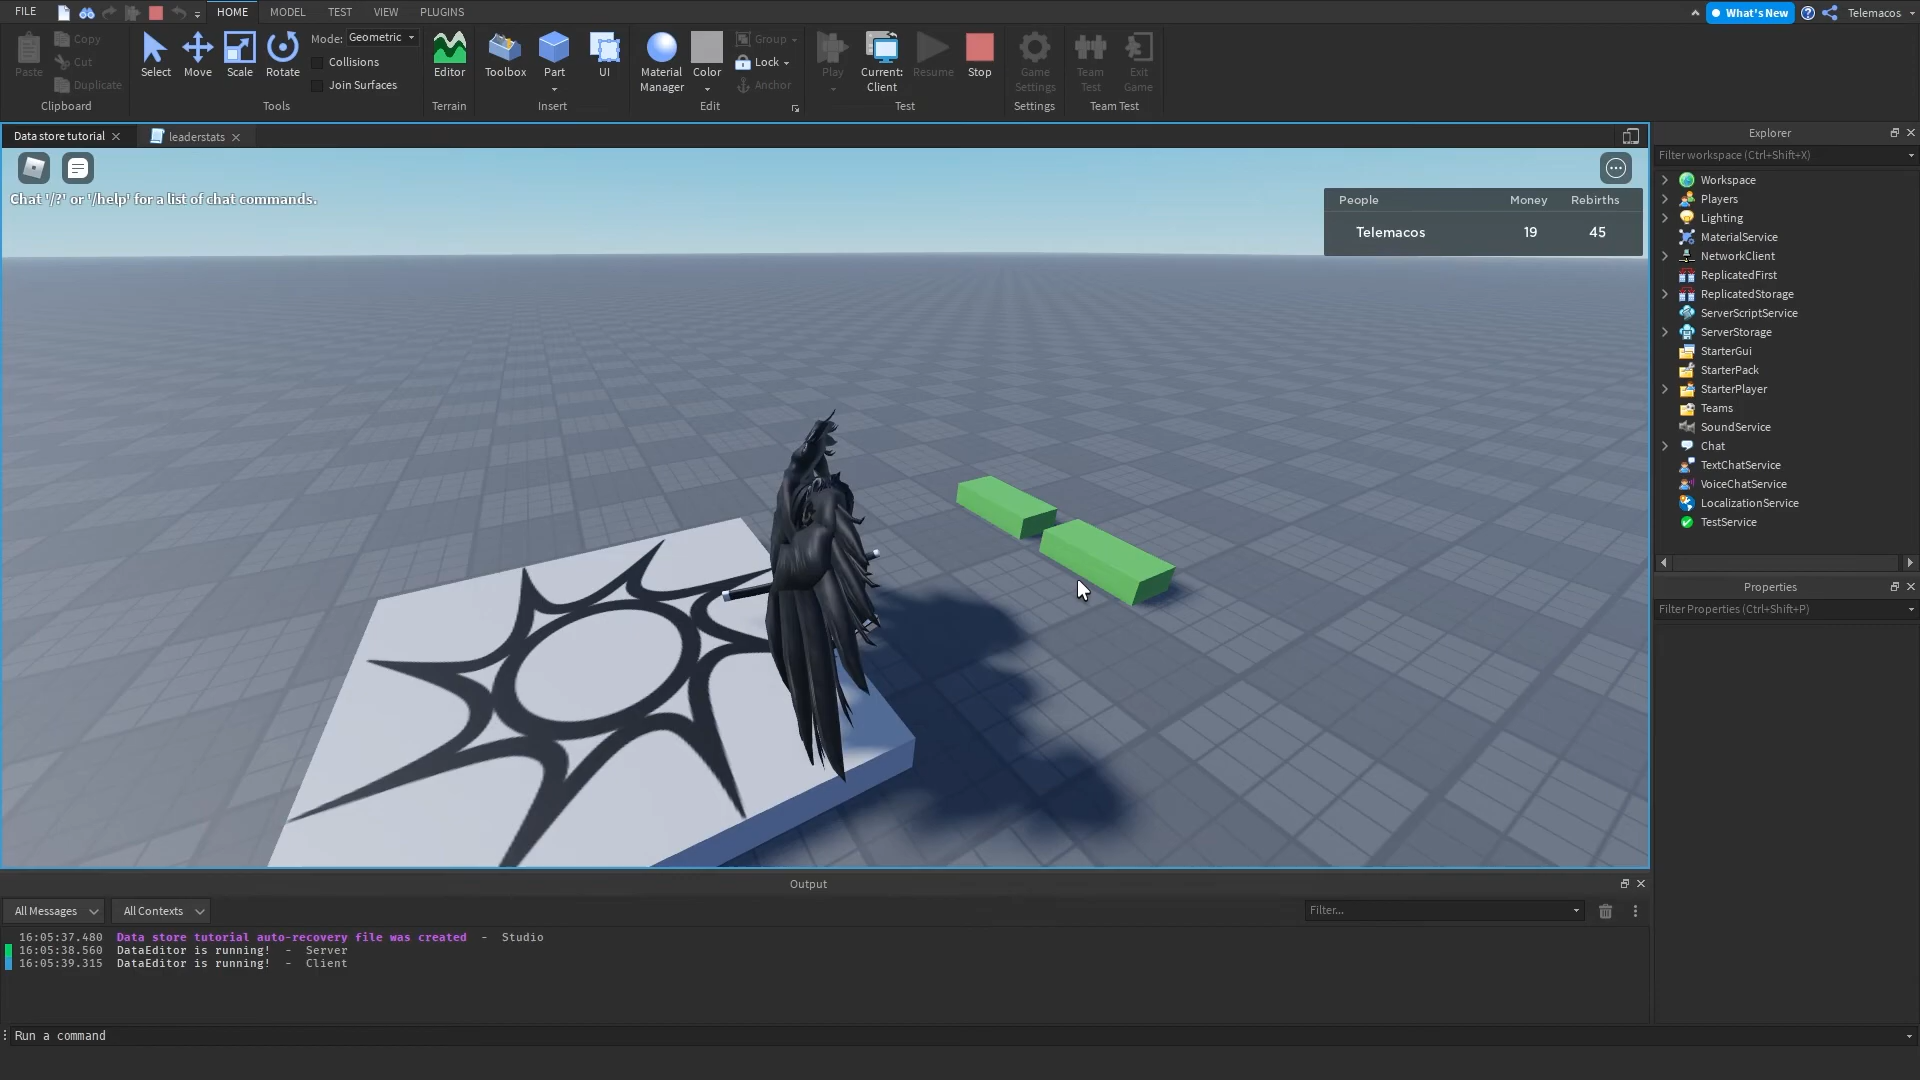 FILE HOME MODEL TEST VIEW PLUGINS What's New Telemacos
Paste Copy Cut Duplicate Clipboard
Select Move Scale Rotate Mode: Geometric Collisions Join Surfaces Tools
Editor Terrain
Toolbox Part UI Insert
Material Manager Color Group Lock Anchor Edit
Play Current: Client Resume Stop Test
Game Settings Settings
Team Test Exit Game Team Test
Data store tutorial leaderstats
Chat '/?' or '/help' for a list of chat commands.
People Money Rebirths
Telemacos 19 45
Explorer
Filter workspace (Ctrl+Shift+X)
Workspace
Players
Lighting
MaterialService
NetworkClient
ReplicatedFirst
ReplicatedStorage
ServerScriptService
ServerStorage
StarterGui
StarterPack
StarterPlayer
Teams
SoundService
Chat
TextChatService
VoiceChatService
LocalizationService
TestService
Properties
Filter Properties (Ctrl+Shift+P)
Output
All Messages All Contexts Filter...
16:05:37.480 Data store tutorial auto-recovery file was created - Studio
16:05:38.560 DataEditor is running! - Server
16:05:39.315 DataEditor is running! - Client
Run a command